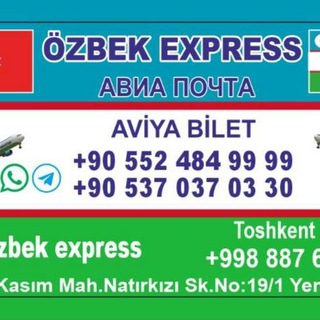 ÖZBEK EXPRESS
АВИА ПОЧТА
AVİYA BİLET
+90 552 484 99 99
+90 537 037 03 30
zbek express
Toshkent
+998 887 6
Kasım Mah.Natırkızı Sk.No:19/1 Yen